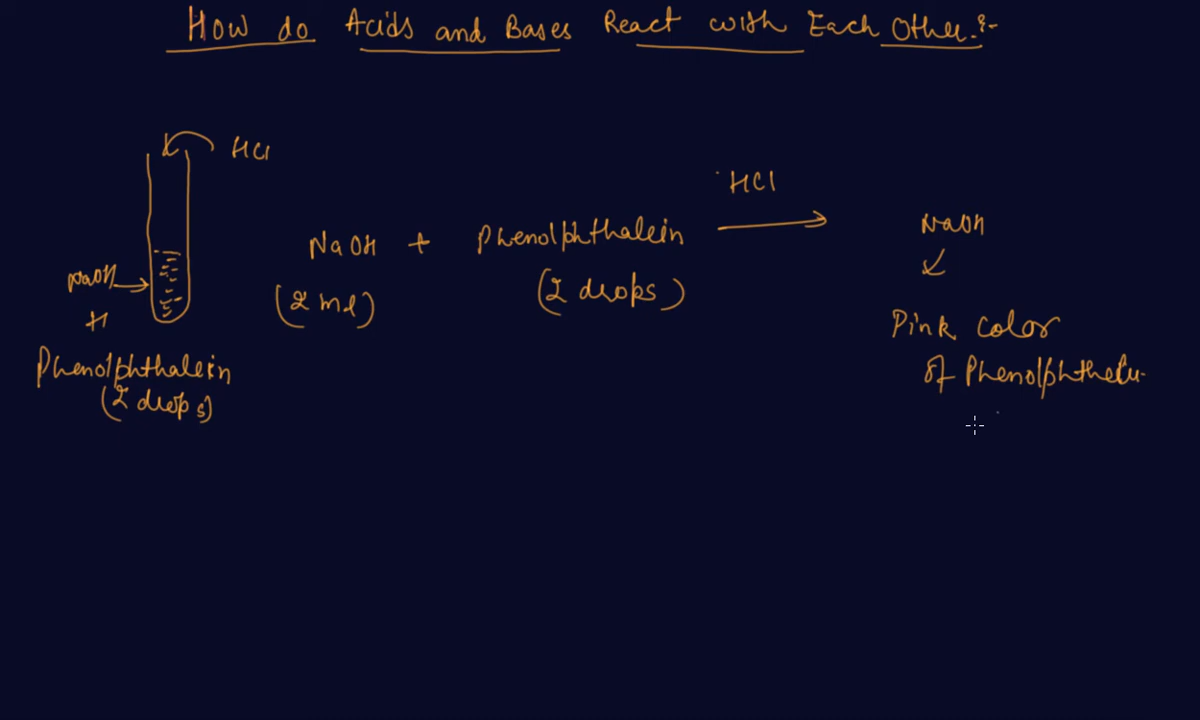 How do Acids and Bases React with Each Other.?-
HCl
HCl
NaOH
NaOH + Phenolphthalein
NaOH
(2 ml) (2 drops)
+
Pink color
Phenolphthalein
of Phenolphthelu.
(2 drops)